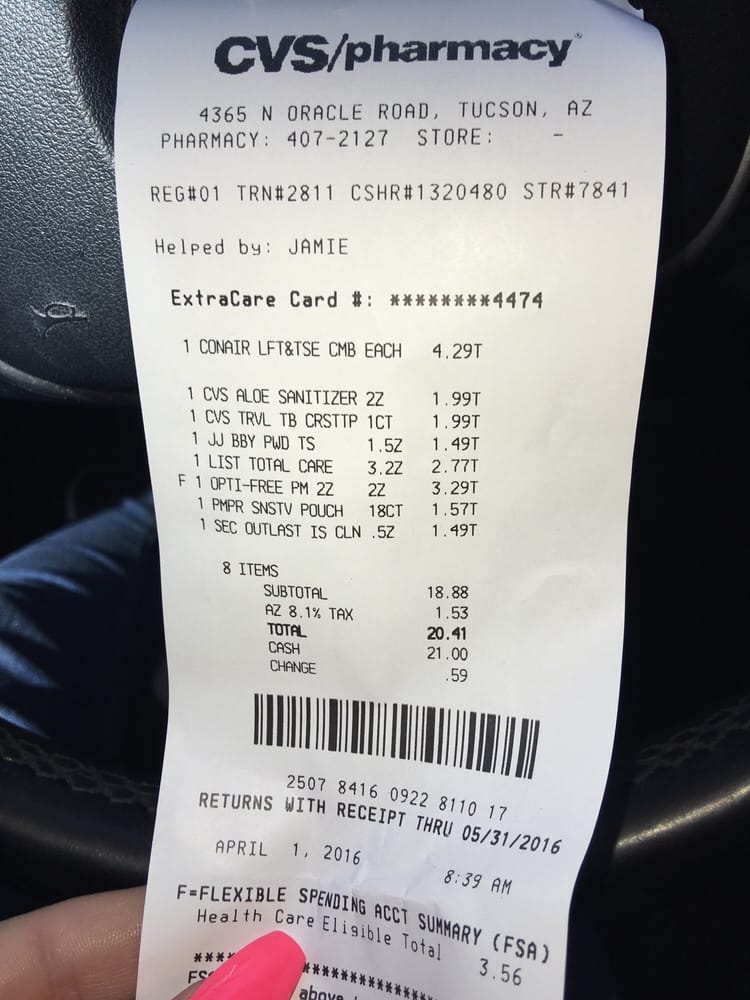 CVS/pharmacy®
4365 N ORACLE ROAD, TUCSON, AZ
PHARMACY: 407-2127 STORE: -
REG#01 TRN#2811 CSHR#1320480 STR#7841
Helped by: JAMIE
ExtraCare Card #: ********4474
1 CONAIR LFT&TSE CMB EACH 4.29T
1 CVS ALOE SANITIZER 2Z 1.99T
1 CVS TRVL TB CRSTTP 1CT 1.99T
1 JJ BBY PWD TS 1.5Z 1.49T
1 LIST TOTAL CARE 3.2Z 2.77T
F 1 OPTI-FREE PM 2Z 2Z 3.29T
1 PMPR SNSTV POUCH 18CT 1.57T
1 SEC OUTLAST IS CLN .5Z 1.49T
8 ITEMS
SUBTOTAL 18.88
AZ 8.1% TAX 1.53
TOTAL 20.41
CASH 21.00
CHANGE .59
2507 8416 0922 8110 17
RETURNS WITH RECEIPT THRU 05/31/2016
APRIL 1, 2016 8:39 AM
F=FLEXIBLE SPENDING ACCT SUMMARY (FSA)
Health Care Eligible Total 3.56
**** ***************
above